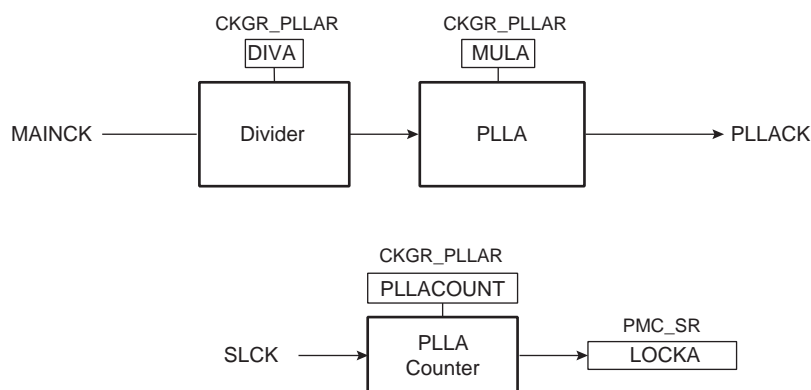 CKGR_PLLAR CKGR_PLLAR
DIVA MULA
MAINCK Divider PLLA PLLACK
CKGR_PLLAR
PLLACOUNT
PMC_SR
SLCK PLLA LOCKA
Counter